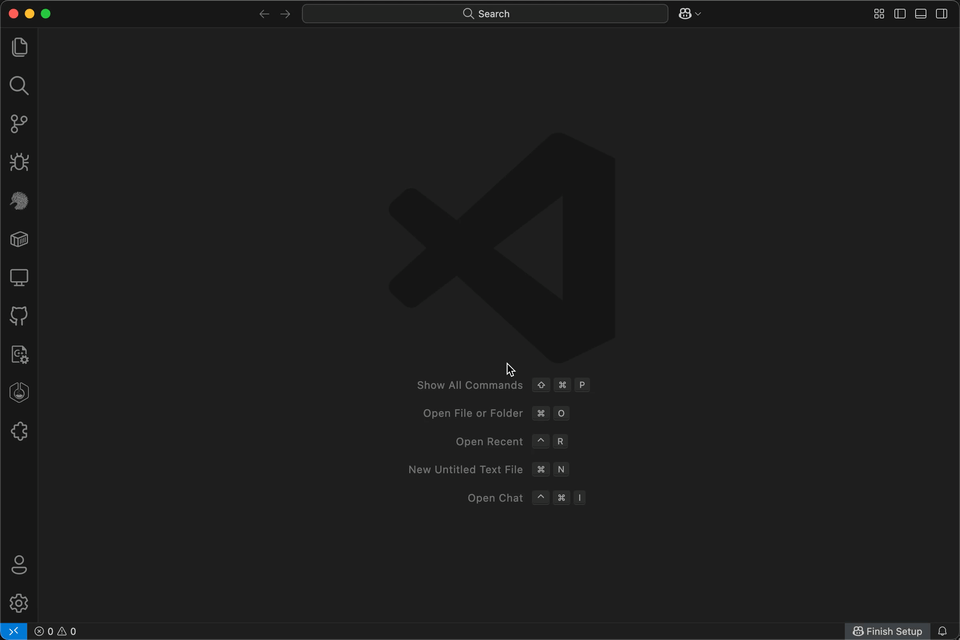 Search
Show All Commands ⇧ ⌘ P
Open File or Folder ⌘ O
Open Recent ^ R
New Untitled Text File ⌘ N
Open Chat ^ ⌘ I
0 0 Finish Setup